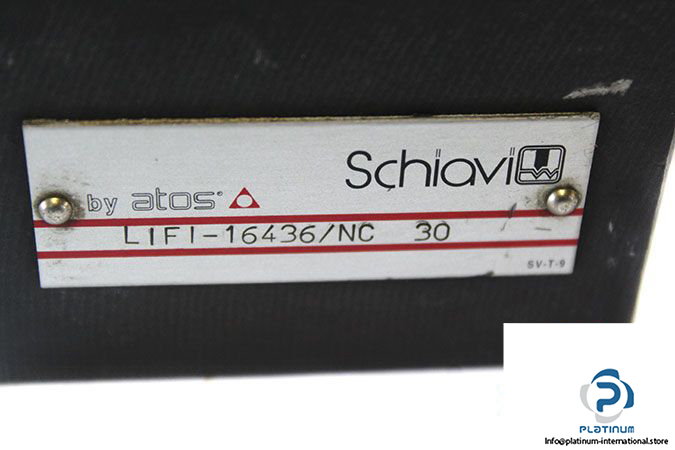 Schiavi
by atos®
LIFI-16436/NC 30
SV-T-9
PLATINUM
Info@platinum-international.store